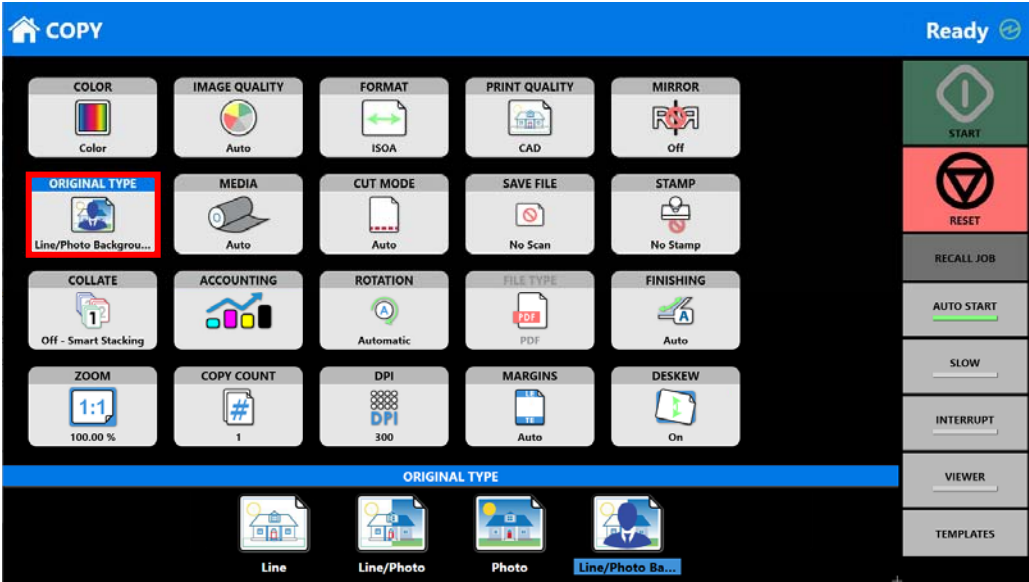 COPY
Ready
COLOR
Color
IMAGE QUALITY
Auto
FORMAT
ISOA
PRINT QUALITY
CAD
MIRROR
R R
Off
ORIGINAL TYPE
Line/Photo Backgrou...
MEDIA
Auto
CUT MODE
Auto
SAVE FILE
No Scan
STAMP
No Stamp
COLLATE
1
Off - Smart Stacking
ACCOUNTING
ROTATION
A
Automatic
FILE TYPE
PDF
PDF
FINISHING
A
Auto
ZOOM
1:1
100.00 %
COPY COUNT
#
1
DPI
DPI
300
MARGINS
LE
TE
Auto
DESKEW
On
START
RESET
RECALL JOB
AUTO START
SLOW
INTERRUPT
VIEWER
TEMPLATES
ORIGINAL TYPE
Line
Line/Photo
Photo
Line/Photo Ba...